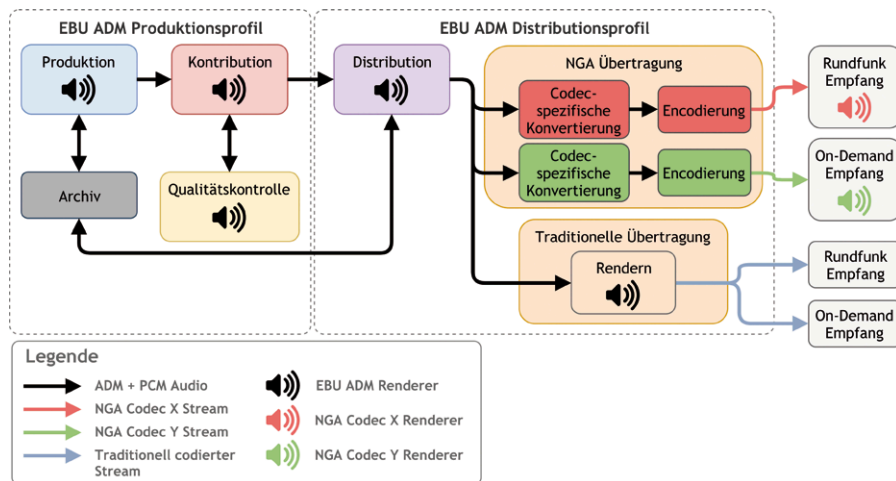 EBU ADM Produktionsprofil
EBU ADM Distributionsprofil
Produktion
Kontribution
Distribution
NGA Übertragung
Codec-
spezifische
Konvertierung
Encodierung
Rundfunk
Empfang
Codec-
spezifische
Konvertierung
Encodierung
On-Demand
Empfang
Archiv
Qualitätskontrolle
Traditionelle Übertragung
Rendern
Rundfunk
Empfang
On-Demand
Empfang
Legende
ADM + PCM Audio
NGA Codec X Stream
NGA Codec Y Stream
Traditionell codierter
Stream
EBU ADM Renderer
NGA Codec X Renderer
NGA Codec Y Renderer